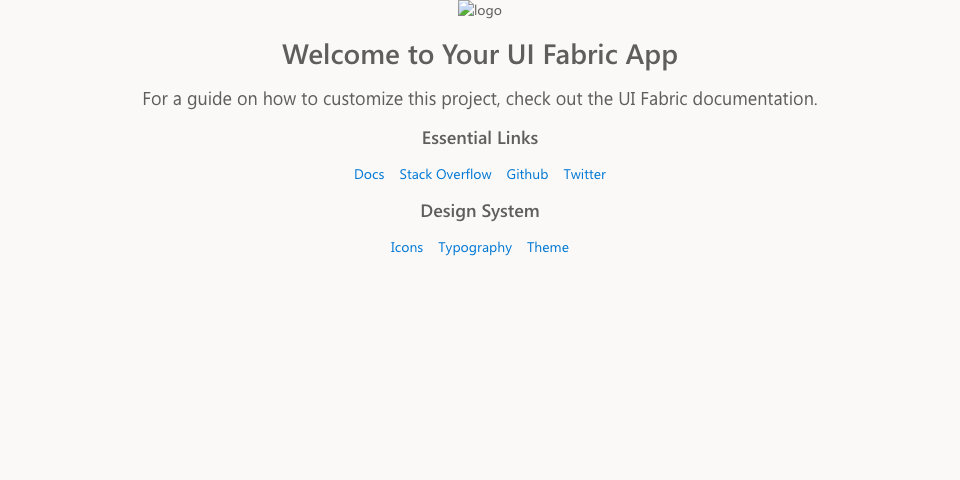 logo
Welcome to Your UI Fabric App
For a guide on how to customize this project, check out the UI Fabric documentation.
Essential Links
Docs Stack Overflow Github Twitter
Design System
Icons Typography Theme